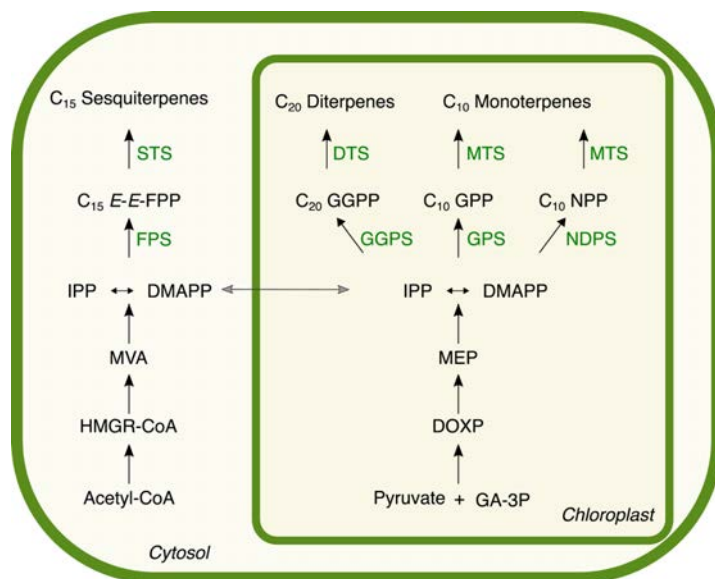 C15 Sesquiterpenes
C20 Diterpenes
C10 Monoterpenes
STS
DTS
MTS
MTS
C15 E-E-FPP
C20 GGPP
C10 GPP
C10 NPP
FPS
GGPS
GPS
NDPS
IPP
DMAPP
IPP
DMAPP
MVA
MEP
HMGR-CoA
DOXP
Acetyl-CoA
Pyruvate + GA-3P
Chloroplast
Cytosol